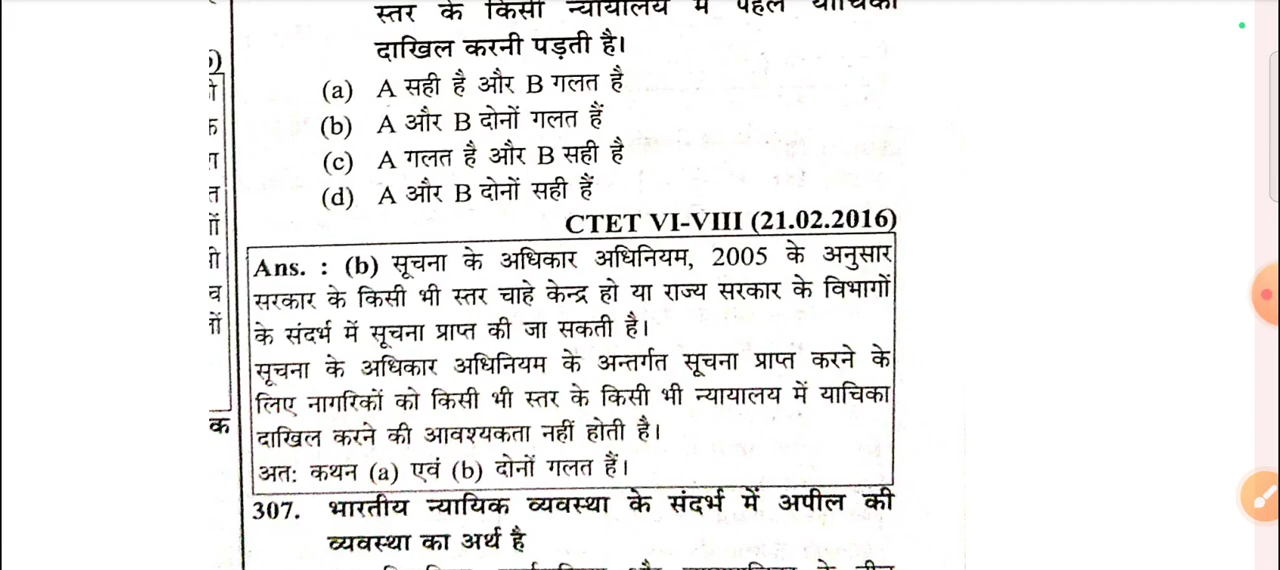 स्तर के किसी न्यायालय में पहले याचिका
दाखिल करनी पड़ती है।
(a) A सही है और B गलत है
(b) A और B दोनों गलत हैं
(c) A गलत है और B सही है
(d) A और B दोनों सही हैं
CTET VI-VIII (21.02.2016)
Ans. : (b) सूचना के अधिकार अधिनियम, 2005 के अनुसार
सरकार के किसी भी स्तर चाहे केन्द्र हो या राज्य सरकार के विभागों
के संदर्भ में सूचना प्राप्त की जा सकती है।
सूचना के अधिकार अधिनियम के अन्तर्गत सूचना प्राप्त करने के
लिए नागरिकों को किसी भी स्तर के किसी भी न्यायालय में याचिका
दाखिल करने की आवश्यकता नहीं होती है।
अतः कथन (a) एवं (b) दोनों गलत हैं।
307. भारतीय न्यायिक व्यवस्था के संदर्भ में अपील की
व्यवस्था का अर्थ है